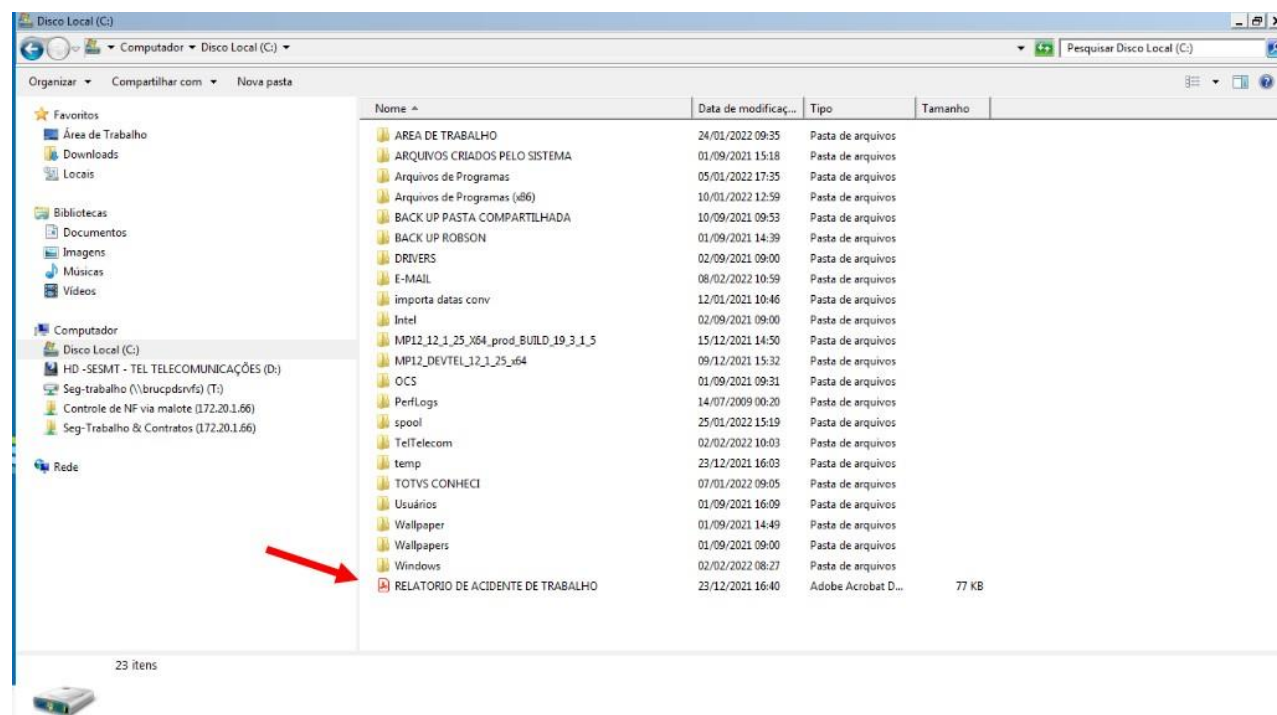 Disco Local (C:)
Computador Disco Local (C:)
Pesquisar Disco Local (C:)
Organizar Compartilhar com Nova pasta
Favoritos
Área de Trabalho
Downloads
Locais
Bibliotecas
Documentos
Imagens
Músicas
Vídeos
Computador
Disco Local (C:)
HD -SESMT - TEL TELECOMUNICAÇÕES (D:)
Seg-trabalho (\\brucpdsrvfs) (T:)
Controle de NF via malote (172.20.1.66)
Seg-Trabalho & Contratos (172.20.1.66)
Rede
Nome Data de modificaç... Tipo Tamanho
AREA DE TRABALHO 24/01/2022 09:35 Pasta de arquivos
ARQUIVOS CRIADOS PELO SISTEMA 01/09/2021 15:18 Pasta de arquivos
Arquivos de Programas 05/01/2022 17:35 Pasta de arquivos
Arquivos de Programas (x86) 10/01/2022 12:59 Pasta de arquivos
BACK UP PASTA COMPARTILHADA 10/09/2021 09:53 Pasta de arquivos
BACK UP ROBSON 01/09/2021 14:39 Pasta de arquivos
DRIVERS 02/09/2021 09:00 Pasta de arquivos
E-MAIL 08/02/2022 10:59 Pasta de arquivos
importa datas conv 12/01/2021 10:46 Pasta de arquivos
Intel 02/09/2021 09:00 Pasta de arquivos
MP12_12_1_25_X64_prod_BUILD_19_3_1_5 15/12/2021 14:50 Pasta de arquivos
MP12_DEVTEL_12_1_25_x64 09/12/2021 15:32 Pasta de arquivos
OCS 01/09/2021 09:31 Pasta de arquivos
PerfLogs 14/07/2009 00:20 Pasta de arquivos
spool 25/01/2022 15:19 Pasta de arquivos
TelTelecom 02/02/2022 10:03 Pasta de arquivos
temp 23/12/2021 16:03 Pasta de arquivos
TOTVS CONHECI 07/01/2022 09:05 Pasta de arquivos
Usuários 01/09/2021 16:09 Pasta de arquivos
Wallpaper 01/09/2021 14:49 Pasta de arquivos
Wallpapers 01/09/2021 09:00 Pasta de arquivos
Windows 02/02/2022 08:27 Pasta de arquivos
RELATORIO DE ACIDENTE DE TRABALHO 23/12/2021 16:40 Adobe Acrobat D... 77 KB
23 itens